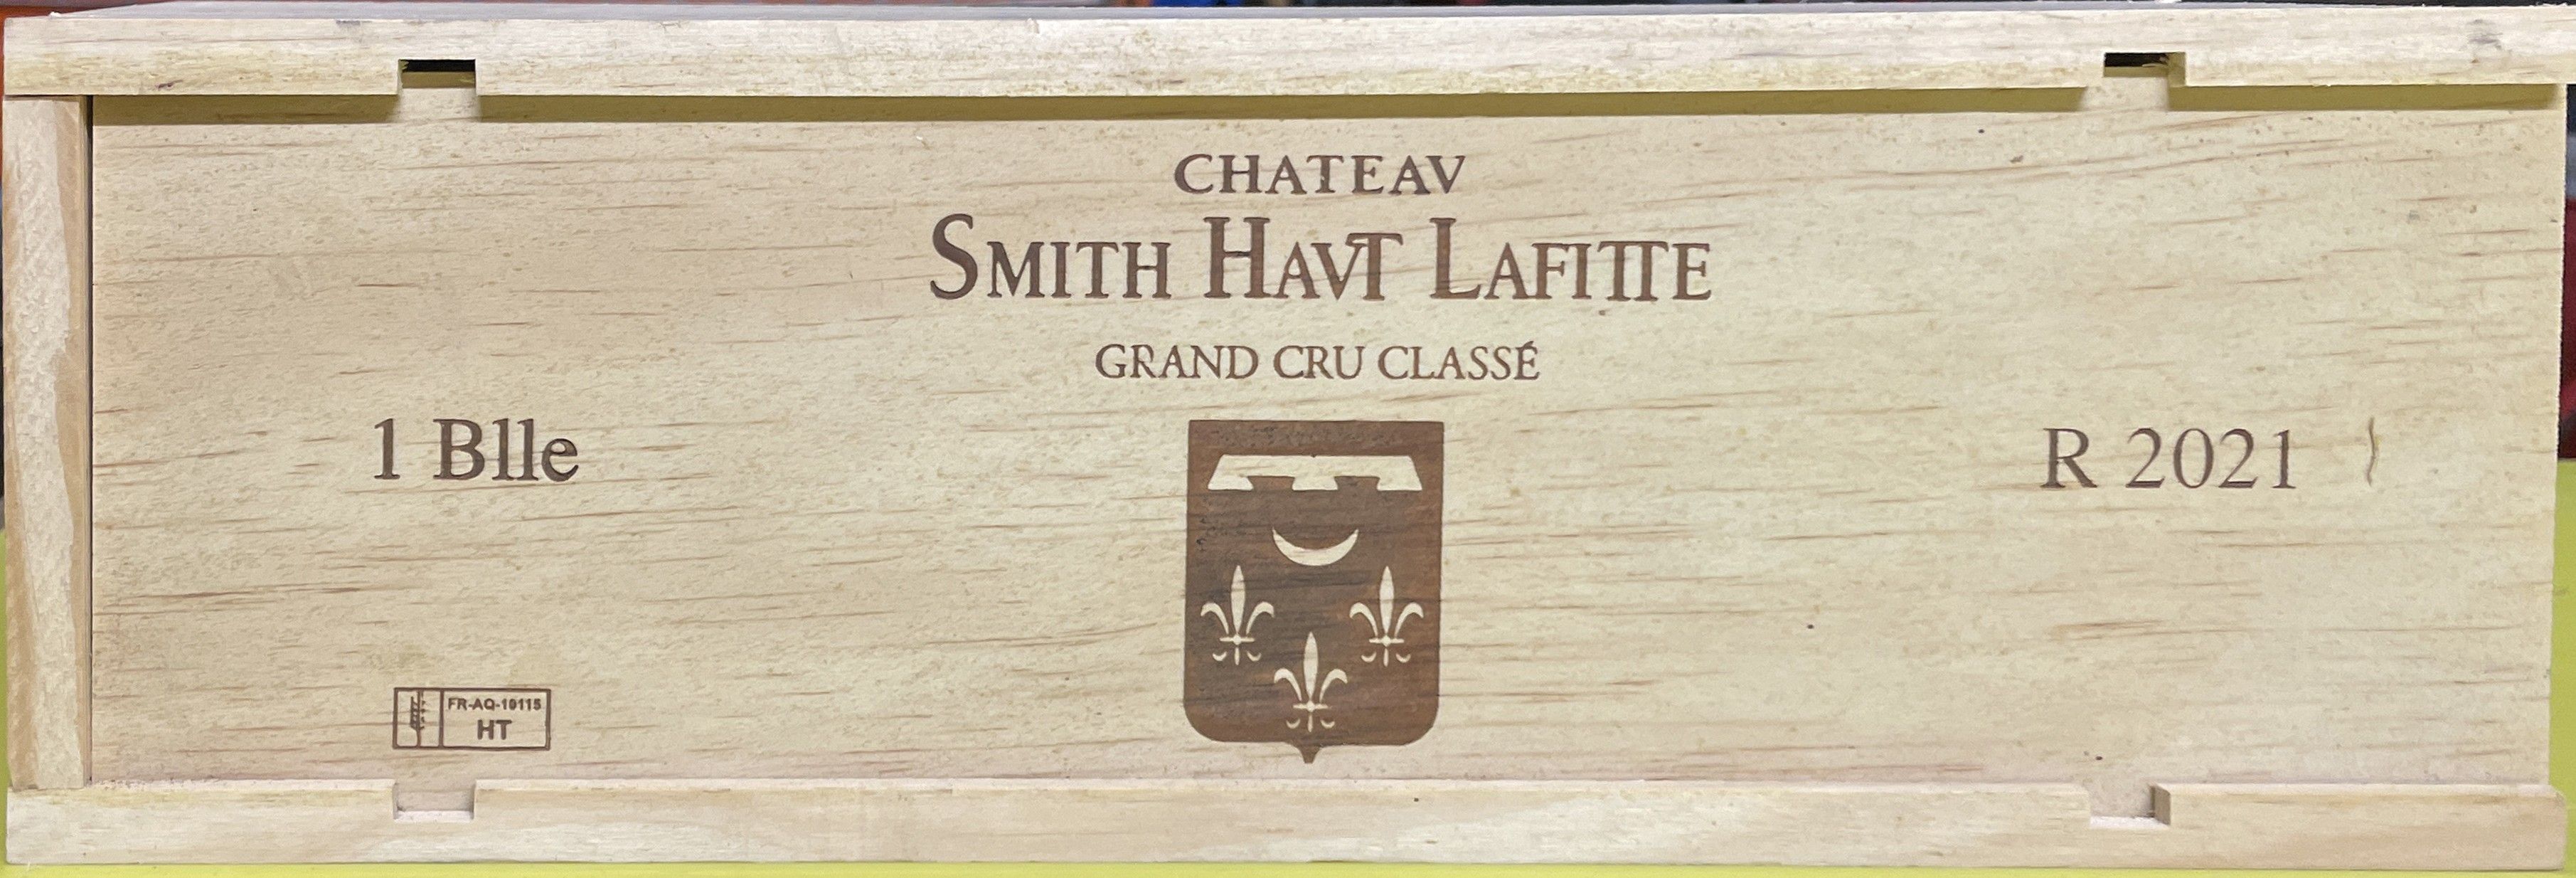 CHATEAV
SMITH HAVT LAFITTE
GRAND CRU CLASSÉ
1 Blle
R 2021
FR-AQ-10115
HT